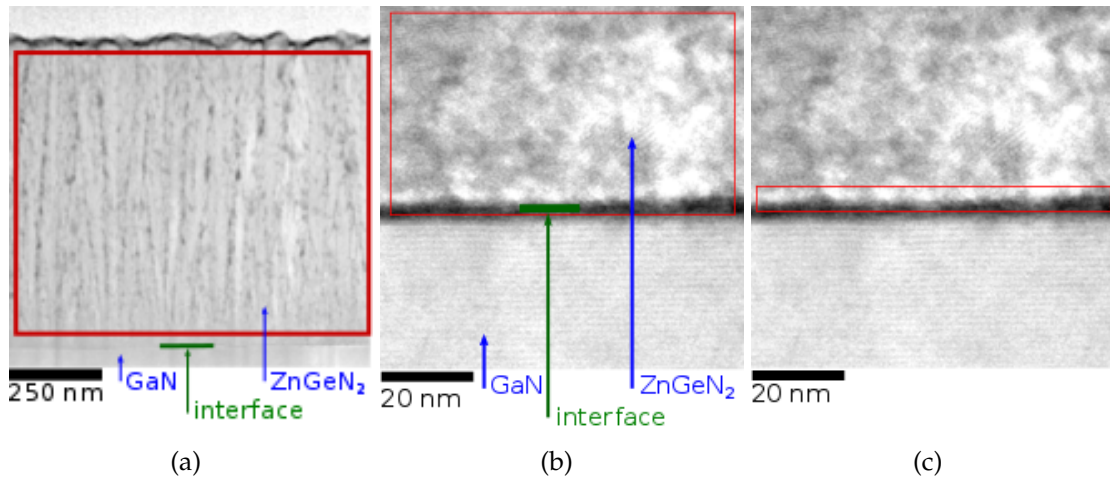 250 nm
GaN
ZnGeN₂
interface
20 nm
GaN
ZnGeN₂
interface
20 nm
(a)
(b)
(c)